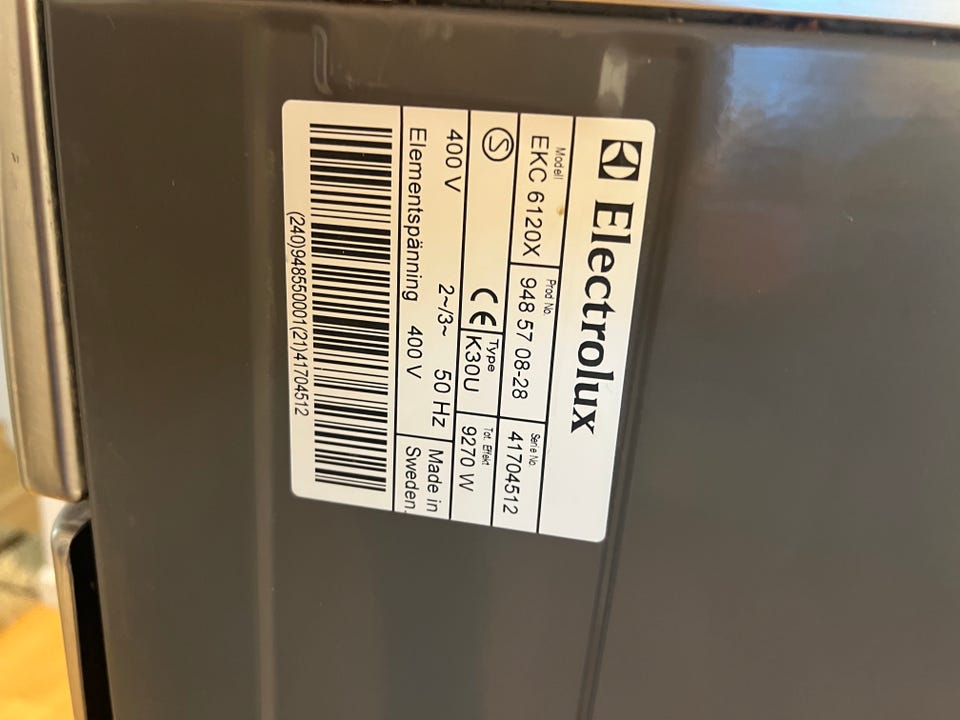 Electrolux
Modell
EKC 6120X
Prod No.
948 57 08-28
Serie No.
41704512
S
CE
Type
K30U
Tot. Effekt
9270 W
400 V 2~/3~ 50 Hz
Elementspänning 400 V
Made in
Sweden.
(240)948550001(21)41704512